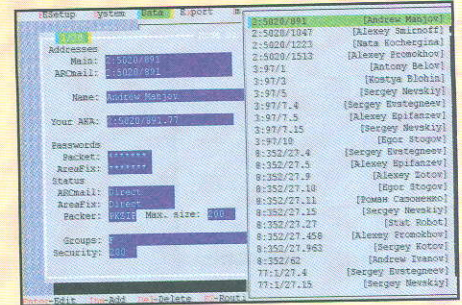 Setup System Data Export
1/38
Addresses
Main: 2:5020/891
ARCmail: 2:5020/891
Name: Andrew Manjov
Your AKA: 2:5020/891.77
Passwords
Packet: *******
AreaFix: *******
Status
ARCmail: Direct
AreaFix: Direct
Packer: PKZIP Max. size: 200
Groups:
Security: 200
Enter-Edit Ins-Add Del-Delete
2:5020/891 [Andrew Manjov]
2:5020/1047 [Alexey Smirnoff]
2:5020/1223 [Nata Kochergina]
2:5020/1513 [Alexey Promokhov]
3:97/1 [Antony Belov]
3:97/3 [Kostya Blohin]
3:97/5 [Sergey Nevskiy]
3:97/7.4 [Sergey Evstegneev]
3:97/7.5 [Alexey Epifanzev]
3:97/7.15 [Sergey Nevskiy]
3:97/10 [Egor Stogov]
8:352/27.4 [Sergey Evstegneev]
8:352/27.5 [Alexey Epifanzev]
8:352/27.9 [Alexey Zotov]
8:352/27.10 [Egor Stogov]
8:352/27.11 [Роман Сазоненко]
8:352/27.15 [Sergey Nevskiy]
8:352/27.27 [Stat Robot]
8:352/27.458 [Alexey Promokhov]
8:352/27.963 [Sergey Kotov]
8:352/62 [Andrew Ivanov]
77:1/27.4 [Sergey Evstegneev]
77:1/27.15 [Sergey Nevskiy]